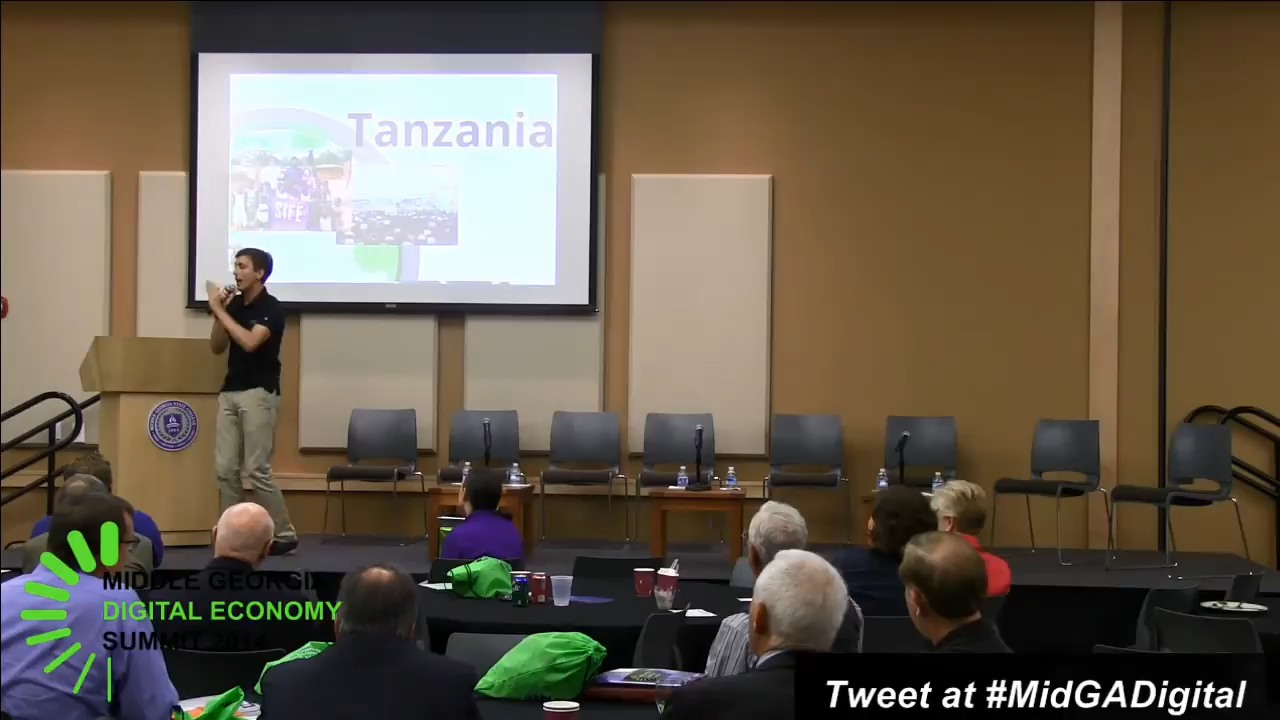 Tanzania
SIFE
MIDDLE GEORGIA
DIGITAL ECONOMY
SUMMIT 2014
Tweet at #MidGADigital